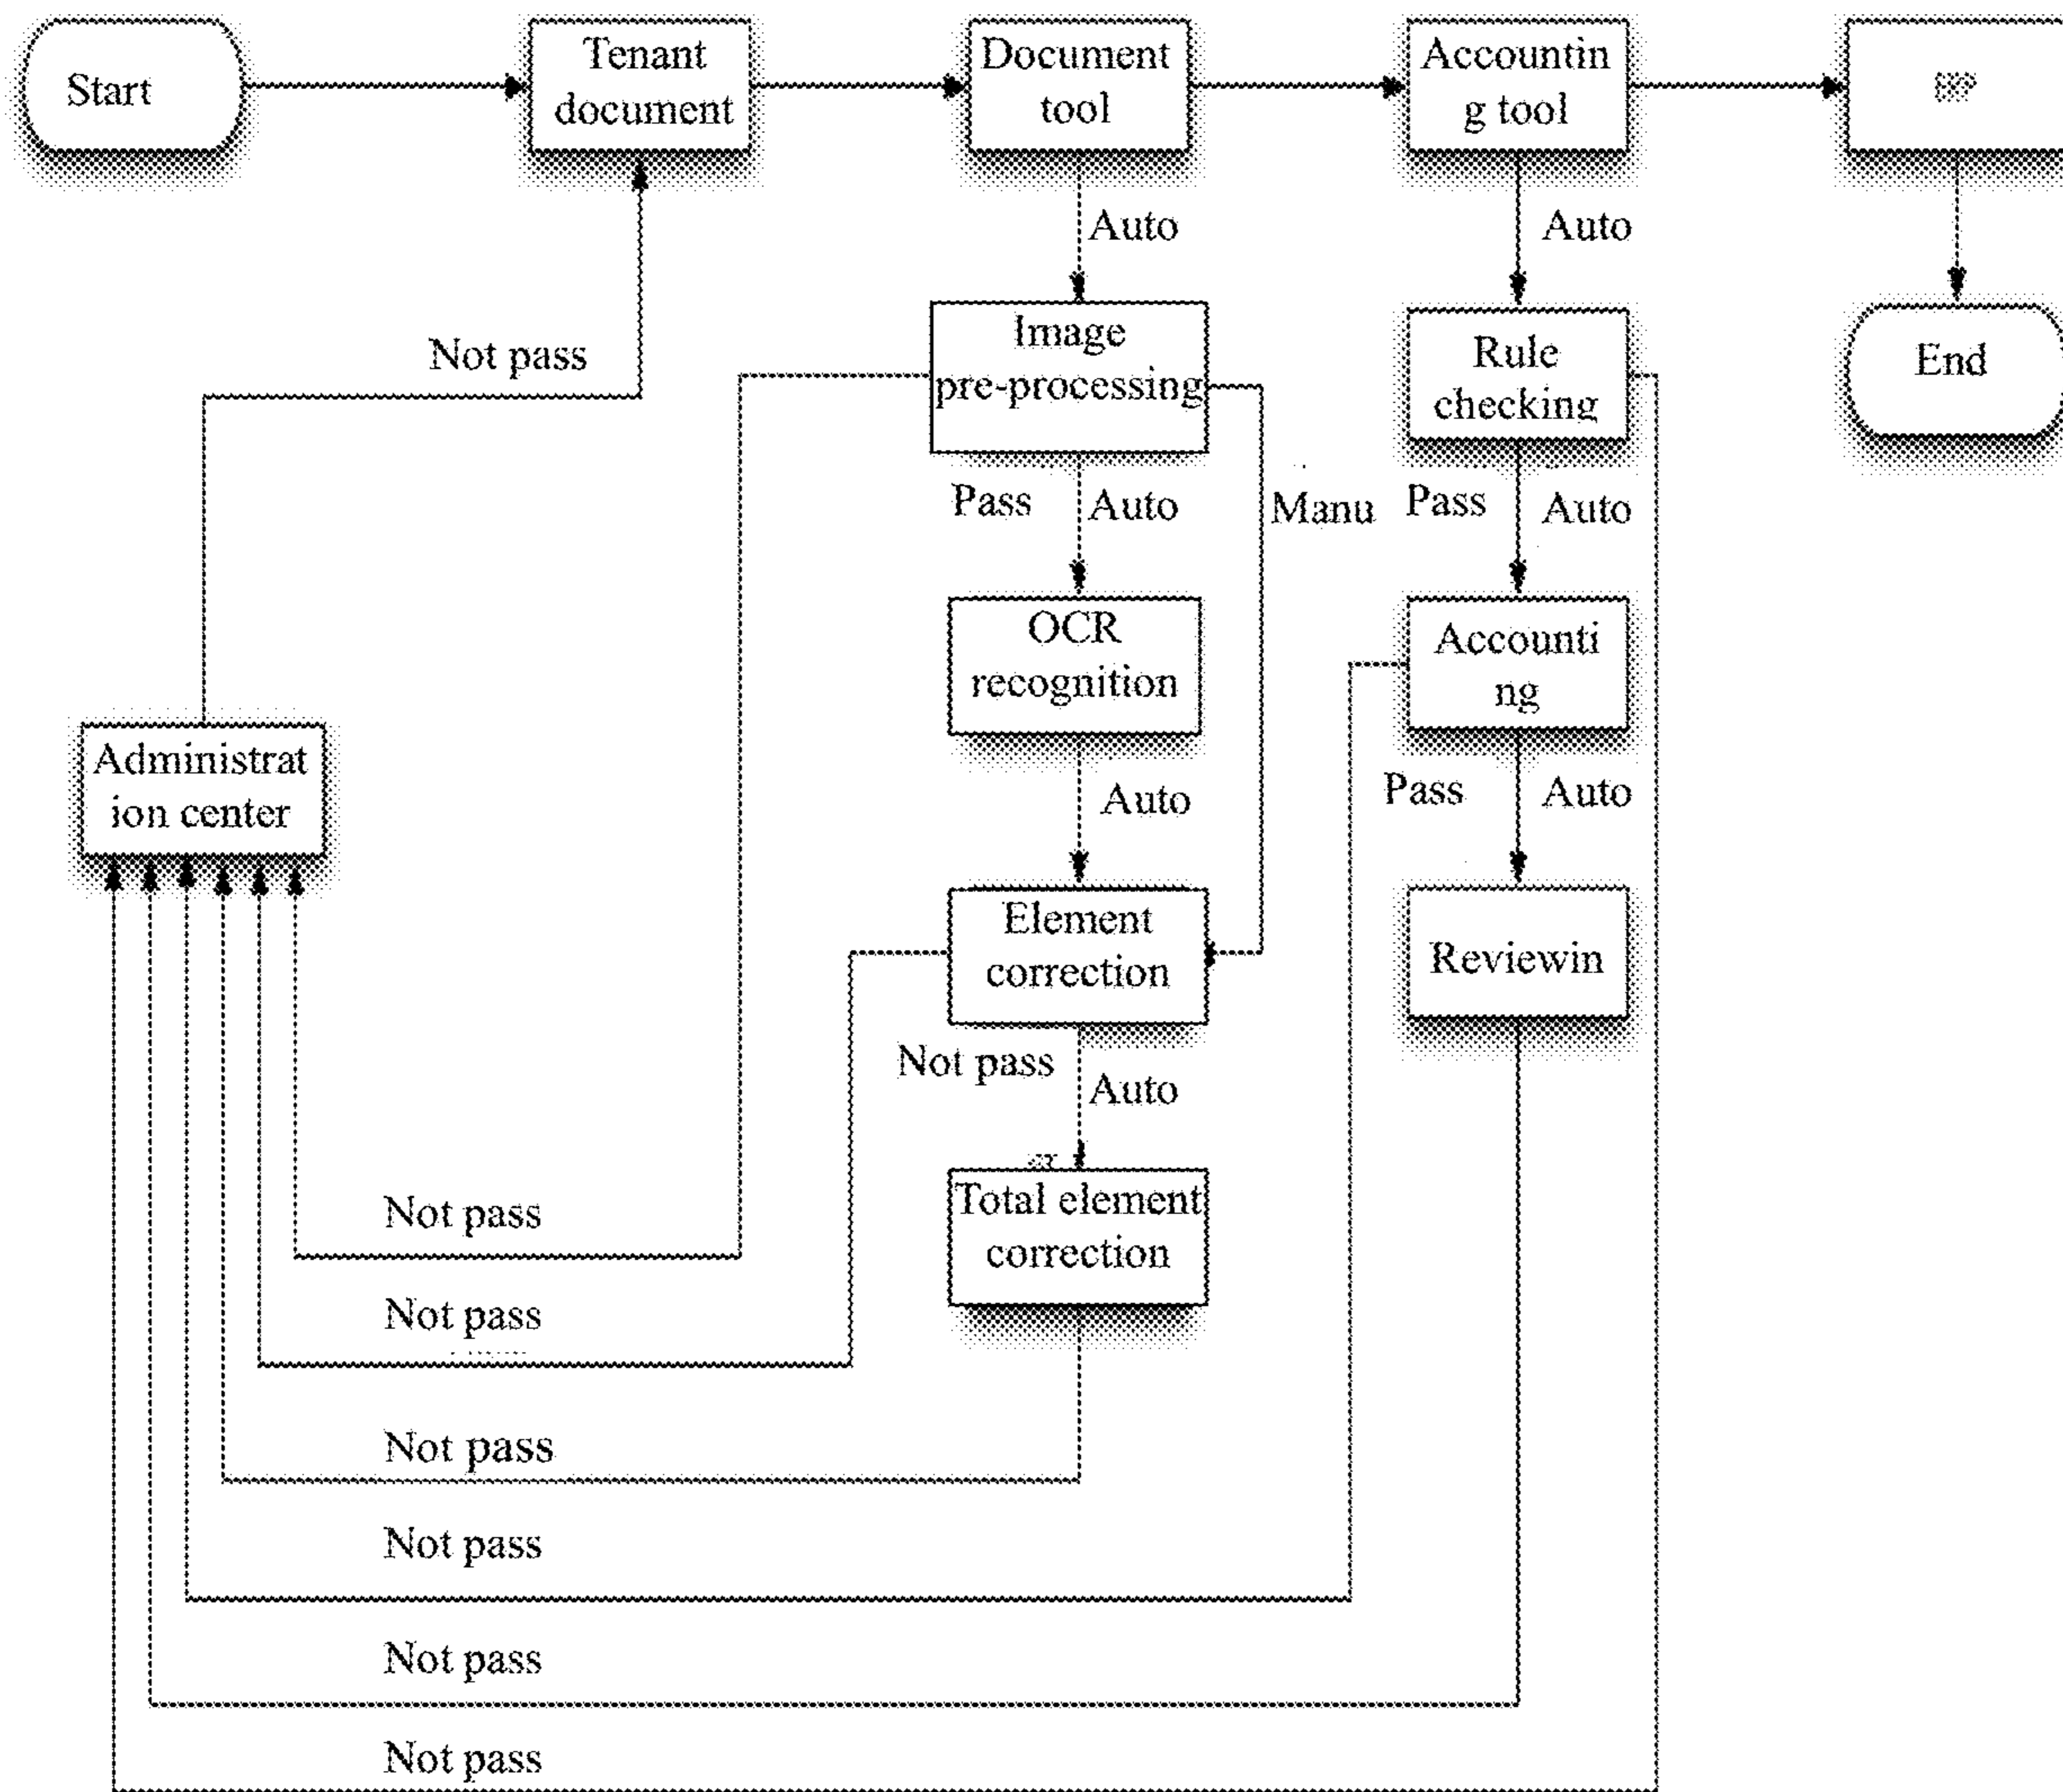 Start
Tenant
document
Document
tool
Accountin
g tool
Auto
Auto
Not pass
Image
pre-processing
Rule
checking
End
Pass
Auto
Manu
Pass
Auto
OCR
recognition
Accounti
ng
Administrat
ion center
Auto
Pass
Auto
Element
correction
Reviewin
Not pass
Auto
Total element
correction
Not pass
Not pass
Not pass
Not pass
Not pass
Not pass